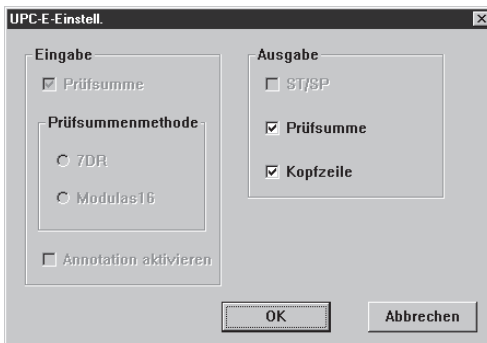 UPC-E-Einstell.
Eingabe
Prüfsumme
Prüfsummenmethode
7DR
Modulas16
Annotation aktivieren
Ausgabe
ST/SP
Prüfsumme
Kopfzeile
OK
Abbrechen